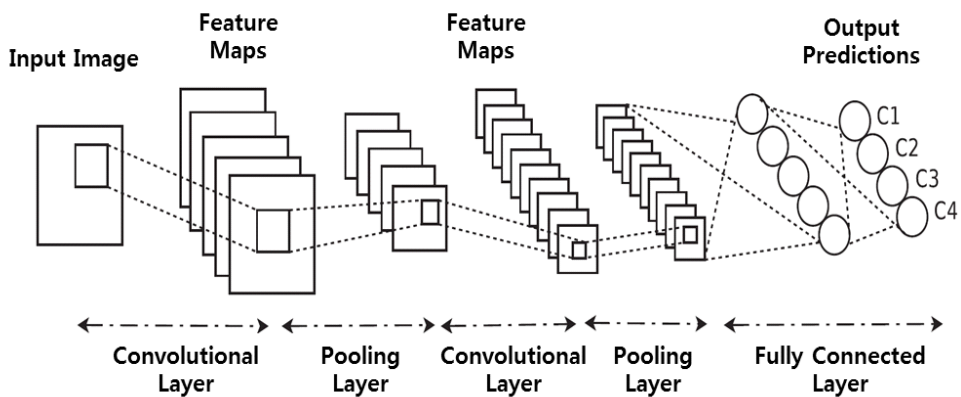 Input Image
Feature
Maps
Feature
Maps
Output
Predictions
C1
C2
C3
C4
Convolutional
Layer
Pooling
Layer
Convolutional
Layer
Pooling
Layer
Fully Connected
Layer